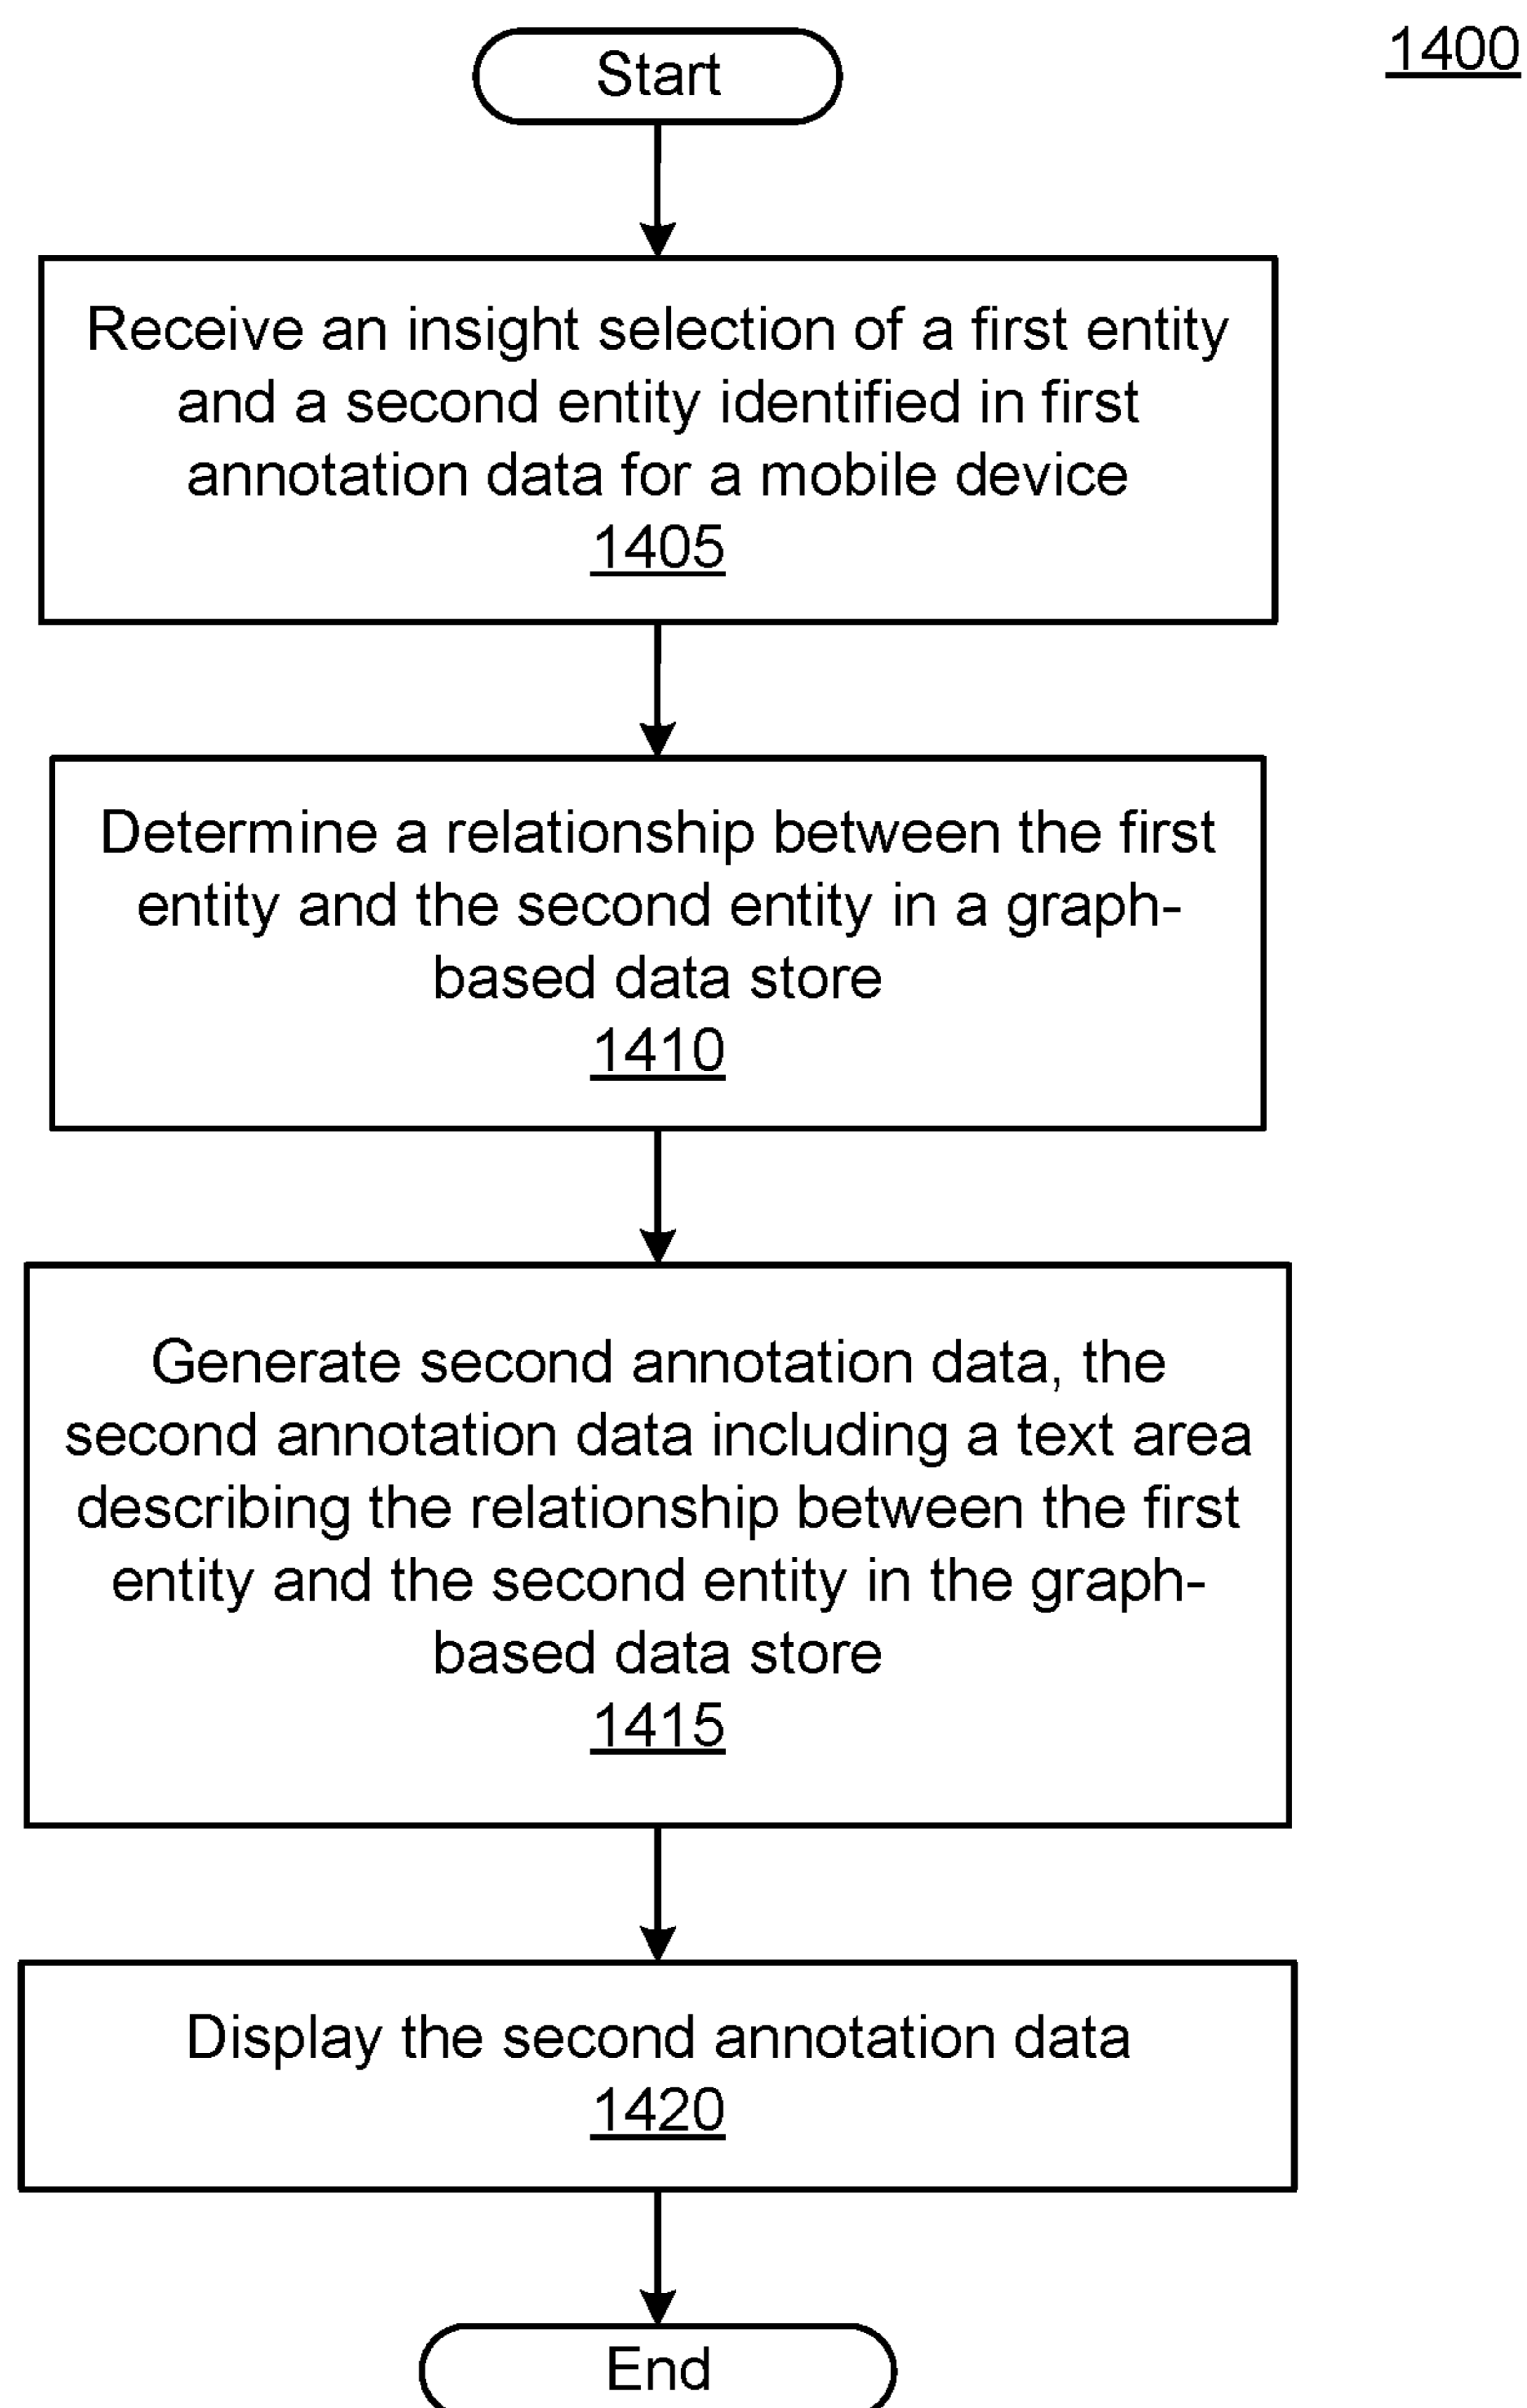 1400
Start
Receive an insight selection of a first entity
and a second entity identified in first
annotation data for a mobile device
1405
Determine a relationship between the first
entity and the second entity in a graph-
based data store
1410
Generate second annotation data, the
second annotation data including a text area
describing the relationship between the first
entity and the second entity in the graph-
based data store
1415
Display the second annotation data
1420
End